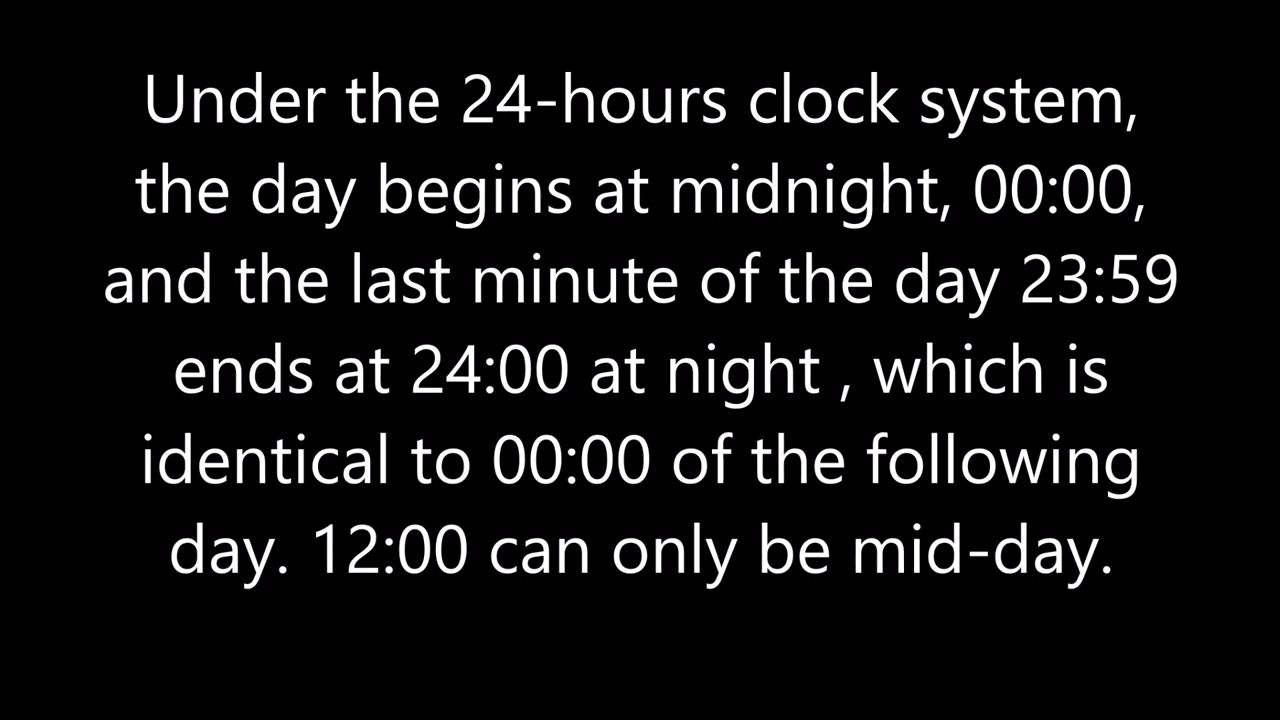 Under the 24-hours clock system,
the day begins at midnight, 00:00,
and the last minute of the day 23:59
ends at 24:00 at night , which is
identical to 00:00 of the following
day. 12:00 can only be mid-day.